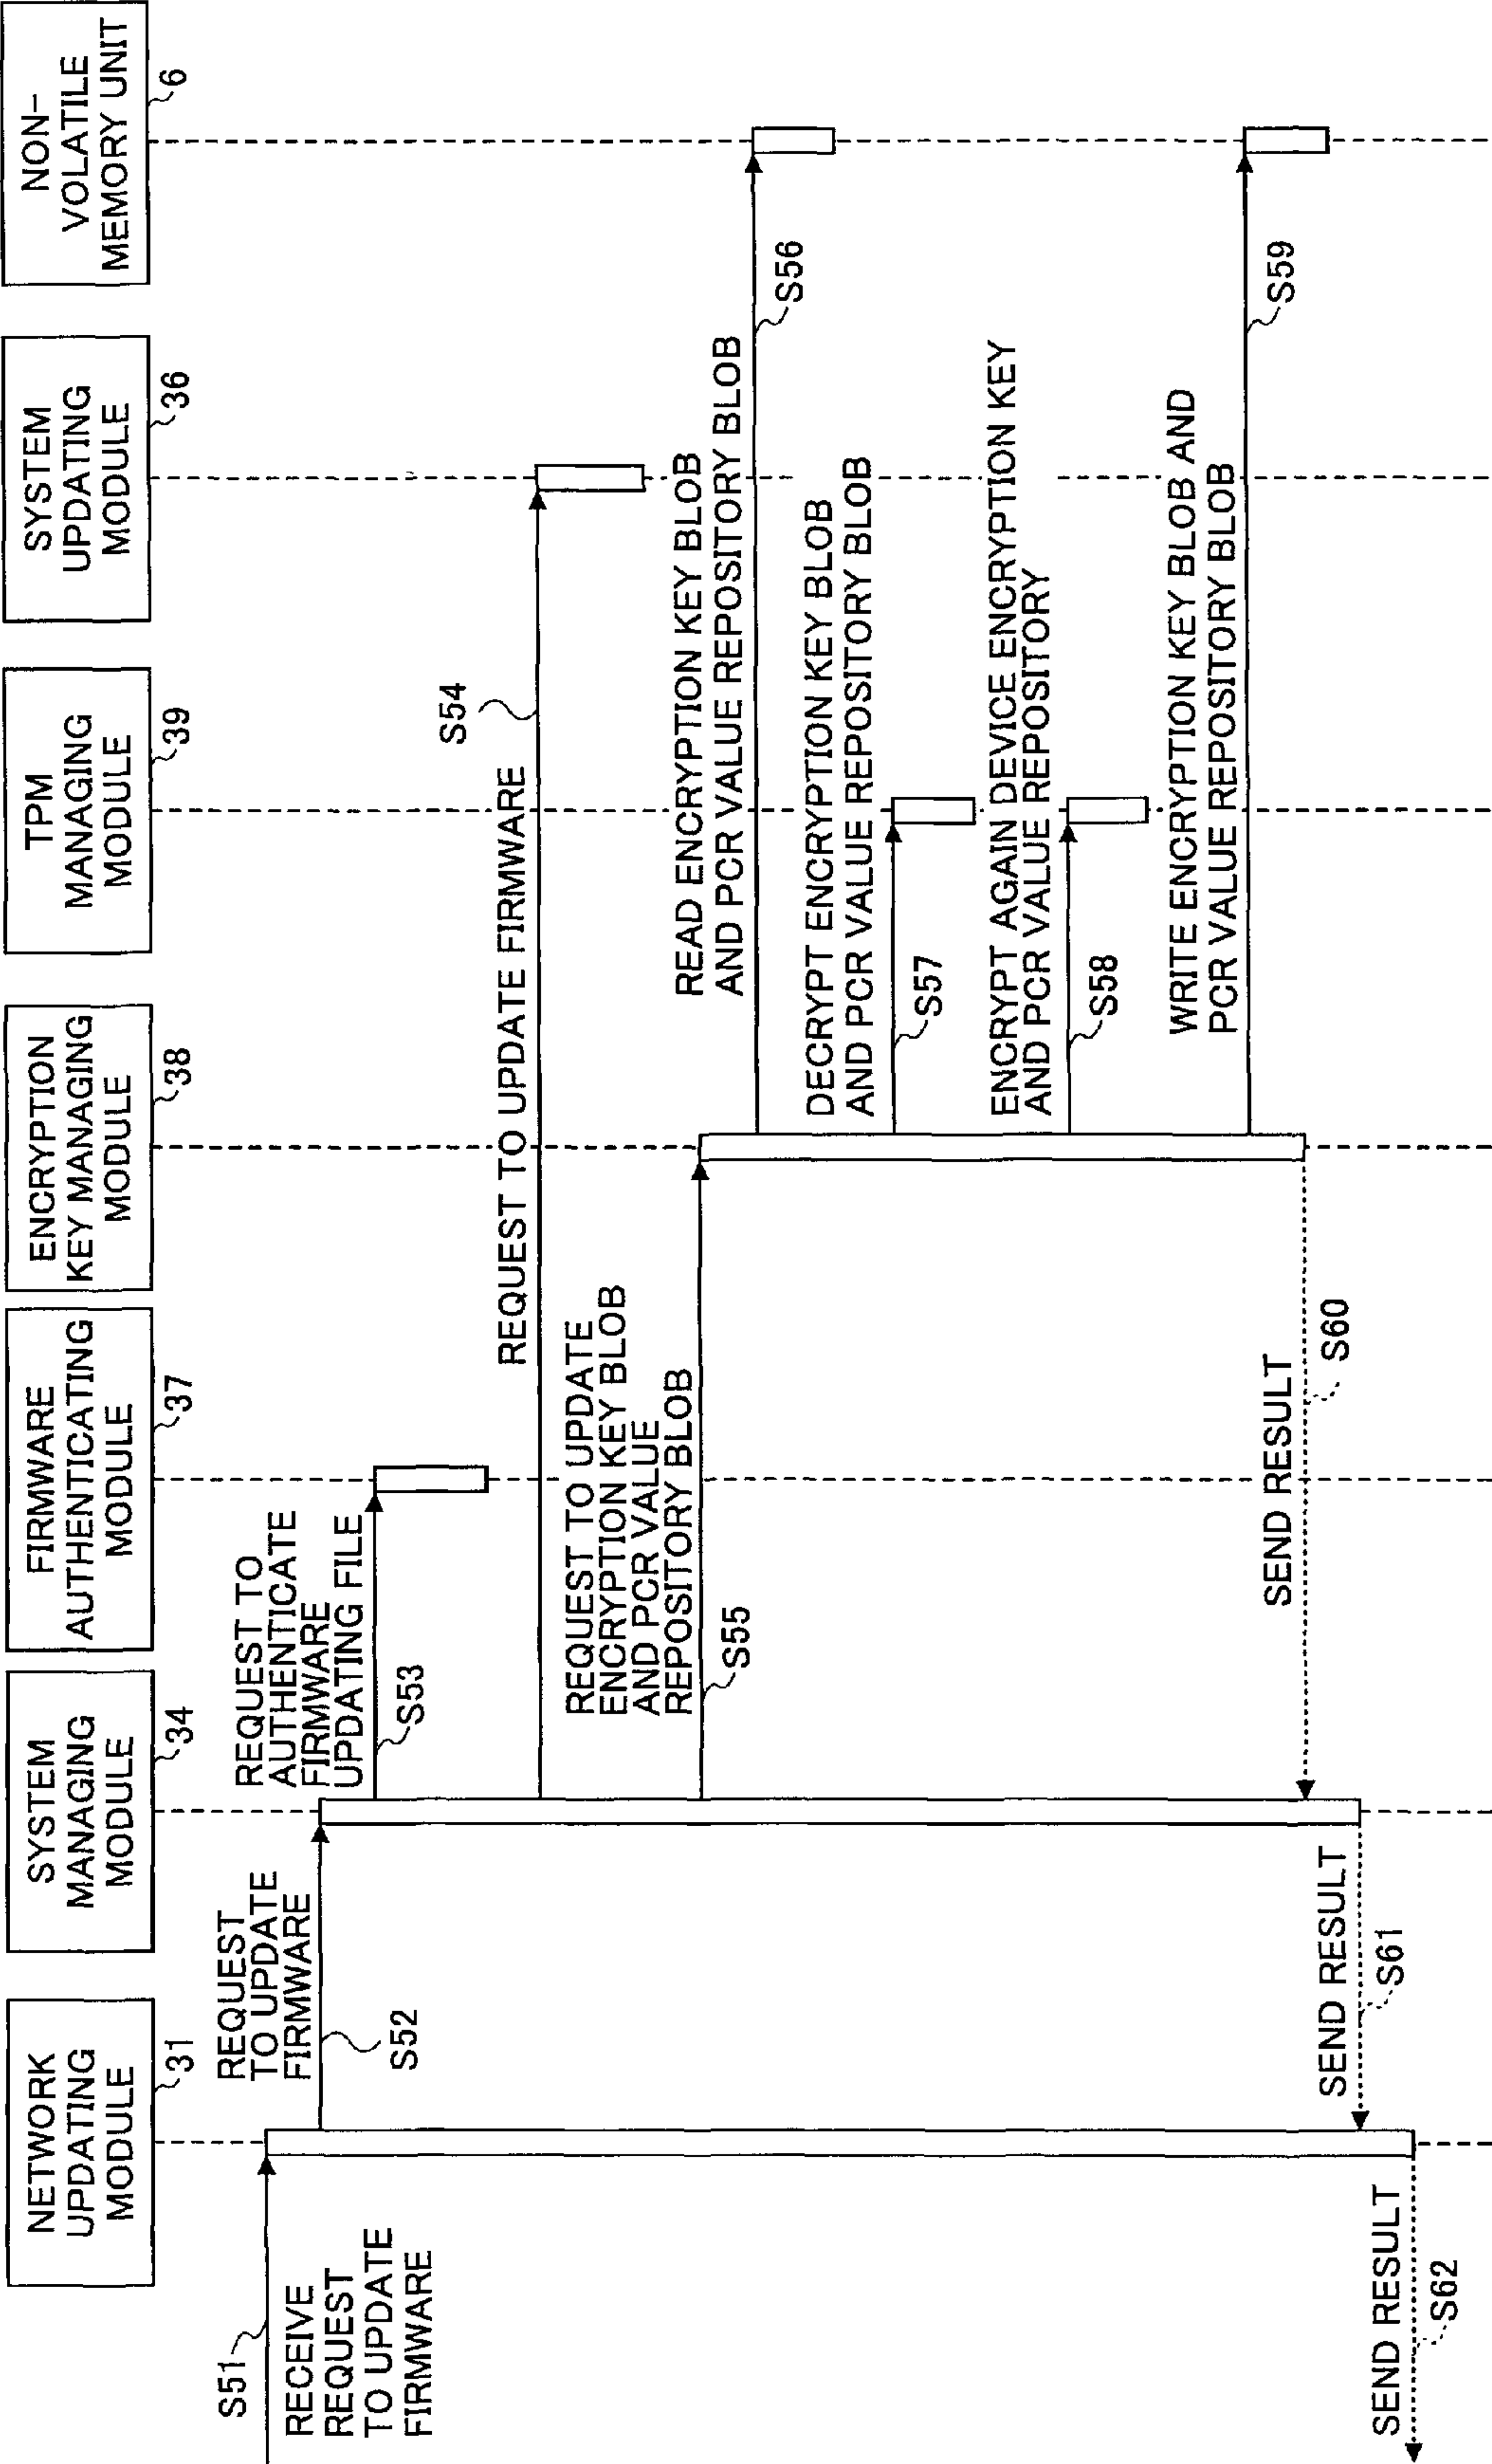 NETWORK
UPDATING
MODULE
31
SYSTEM
MANAGING
MODULE
34
FIRMWARE
AUTHENTICATING
MODULE
37
ENCRYPTION
KEY MANAGING
MODULE
38
TPM
MANAGING
MODULE
39
SYSTEM
UPDATING
MODULE
36
NON-
VOLATILE
MEMORY UNIT
6
S51
RECEIVE
REQUEST
TO UPDATE
FIRMWARE
REQUEST
TO UPDATE
FIRMWARE
S52
REQUEST TO
AUTHENTICATE
FIRMWARE
UPDATING FILE
S53
REQUEST TO UPDATE FIRMWARE
S54
REQUEST TO UPDATE
ENCRYPTION KEY BLOB
AND PCR VALUE
REPOSITORY BLOB
S55
READ ENCRYPTION KEY BLOB
AND PCR VALUE REPOSITORY BLOB
S56
DECRYPT ENCRYPTION KEY BLOB
AND PCR VALUE REPOSITORY BLOB
S57
ENCRYPT AGAIN DEVICE ENCRYPTION KEY
AND PCR VALUE REPOSITORY
S58
WRITE ENCRYPTION KEY BLOB AND
PCR VALUE REPOSITORY BLOB
S59
SEND RESULT
S60
SEND RESULT
S61
SEND RESULT
S62